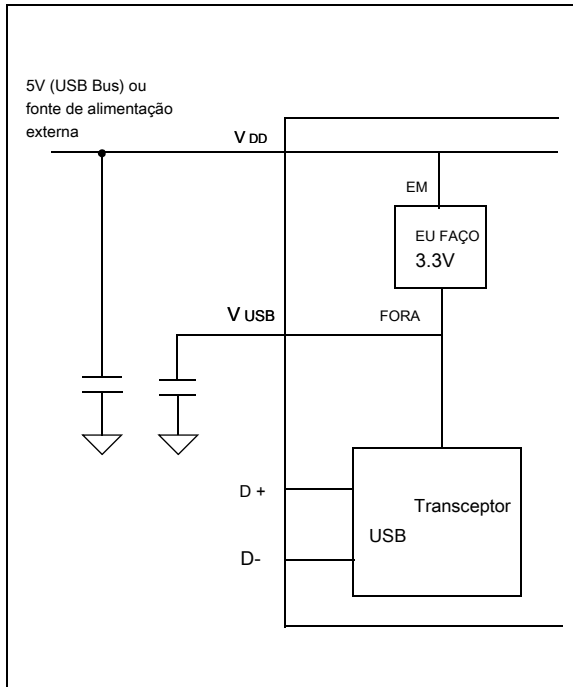 5V (USB Bus) ou
fonte de alimentação
externa
V DD
EM
EU FAÇO
3.3V
V USB
FORA
D +
Transceptor
USB
D-